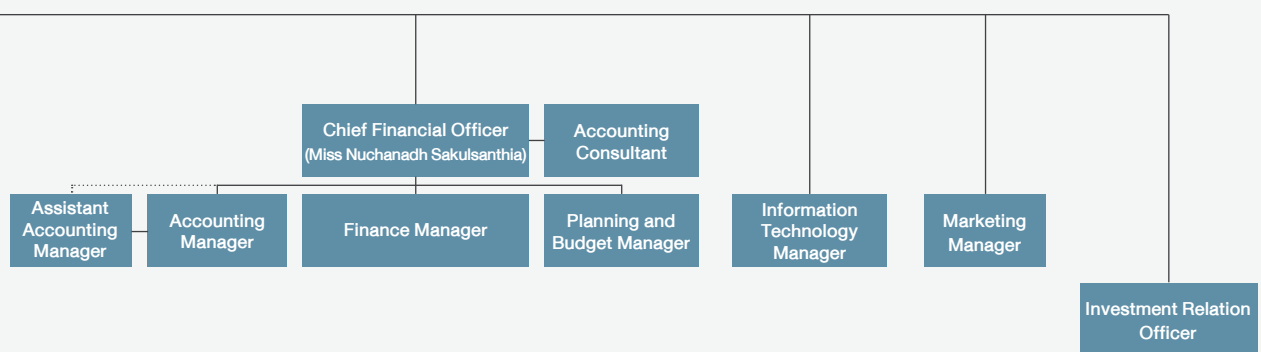 Chief Financial Officer
(Miss Nuchanadh Sakulsanthia)
Accounting
Consultant
Assistant
Accounting
Manager
Accounting
Manager
Finance Manager
Planning and
Budget Manager
Information
Technology
Manager
Marketing
Manager
Investment Relation
Officer